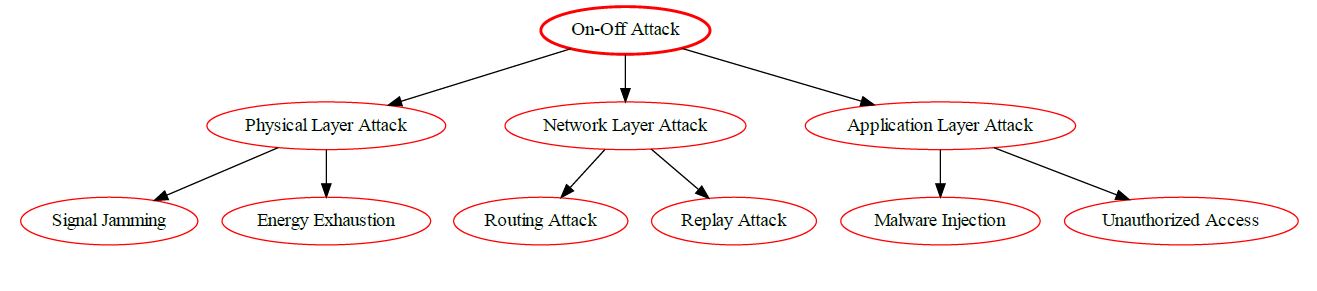 On-Off Attack
Physical Layer Attack
Network Layer Attack
Application Layer Attack
Signal Jamming
Energy Exhaustion
Routing Attack
Replay Attack
Malware Injection
Unauthorized Access